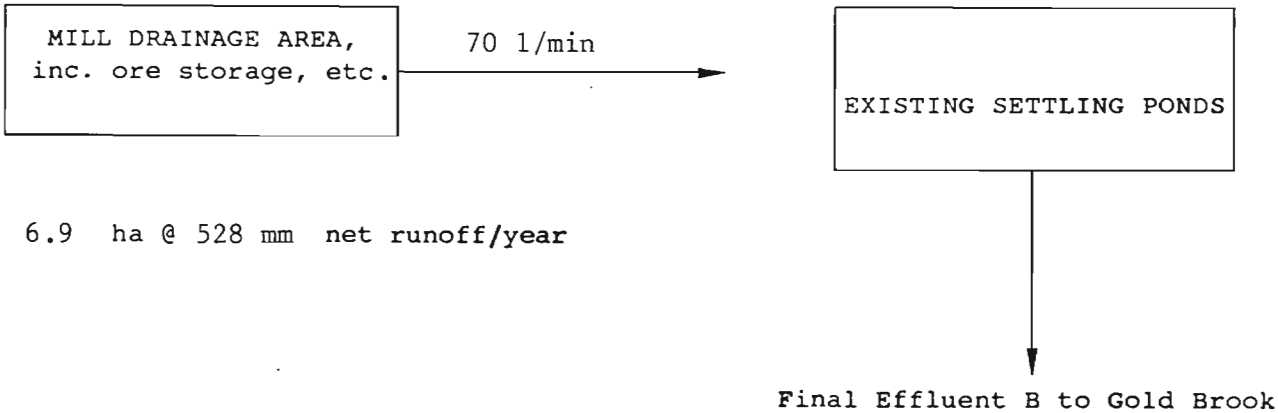 MILL DRAINAGE AREA,
inc. ore storage, etc.
70 l/min
EXISTING SETTLING PONDS
6.9 ha @ 528 mm net runoff/year
Final Effluent B to Gold Brook